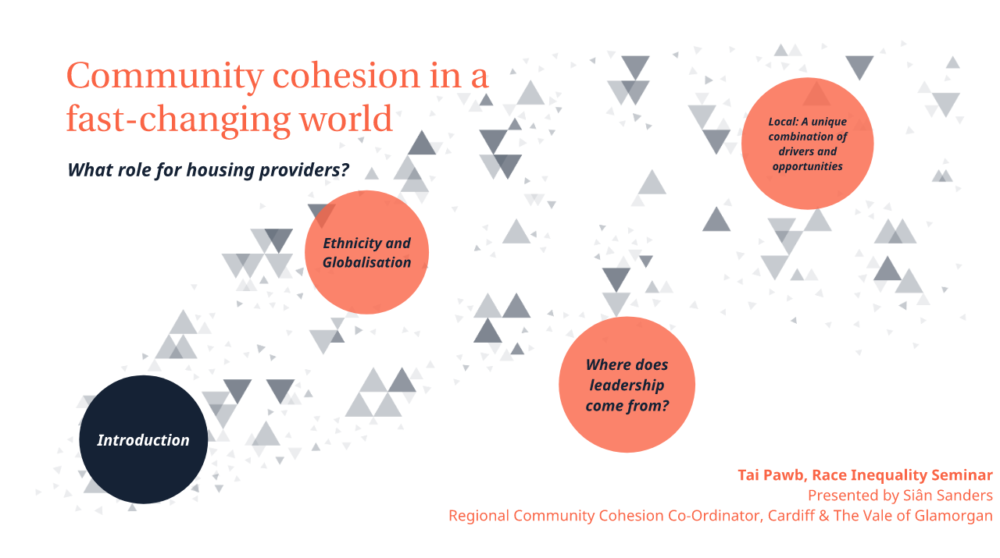 Community cohesion in a
fast-changing world
What role for housing providers?
Local: A unique
combination of
drivers and
opportunities
Ethnicity and
Globalisation
Where does
leadership
come from?
Introduction
Tai Pawb, Race Inequality Seminar
Presented by Siân Sanders
Regional Community Cohesion Co-Ordinator, Cardiff & The Vale of Glamorgan